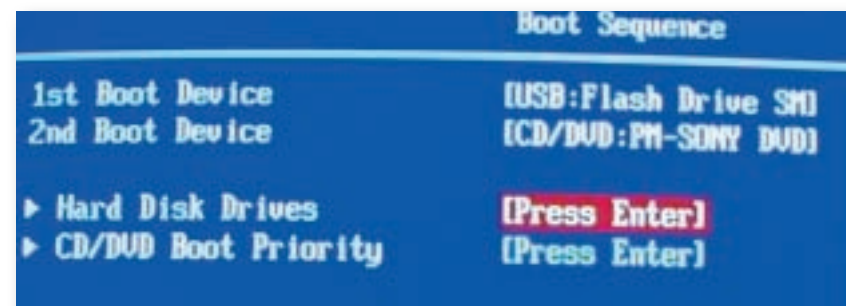 Boot Sequence
1st Boot Device [USB:Flash Drive SM]
2nd Boot Device [CD/DVD:PM-SONY DVD]
▶ Hard Disk Drives [Press Enter]
▶ CD/DVD Boot Priority [Press Enter]